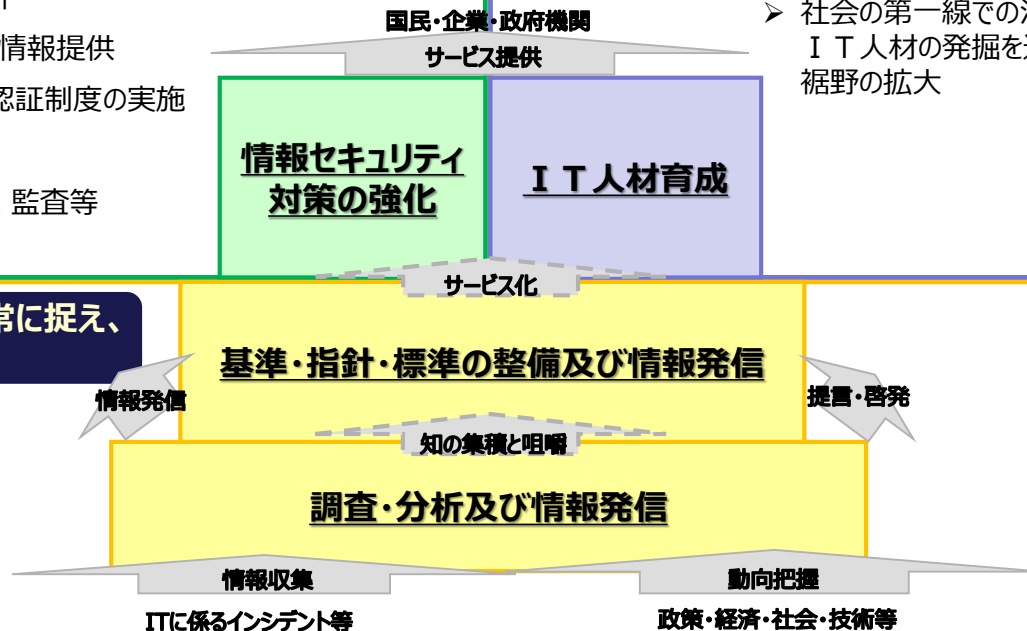 国民・企業・政府機関
サービス提供
情報提供
認証制度の実施
監査等
社会の第一線での
ＩＴ人材の発掘を
裾野の拡大
情報セキュリティ
対策の強化
ＩＴ人材育成
サービス化
常に捉え、
基準・指針・標準の整備及び情報発信
情報発信
提言・啓発
知の集積と咀嚼
調査・分析及び情報発信
情報収集
動向把握
ITに係るインシデント等
政策・経済・社会・技術等